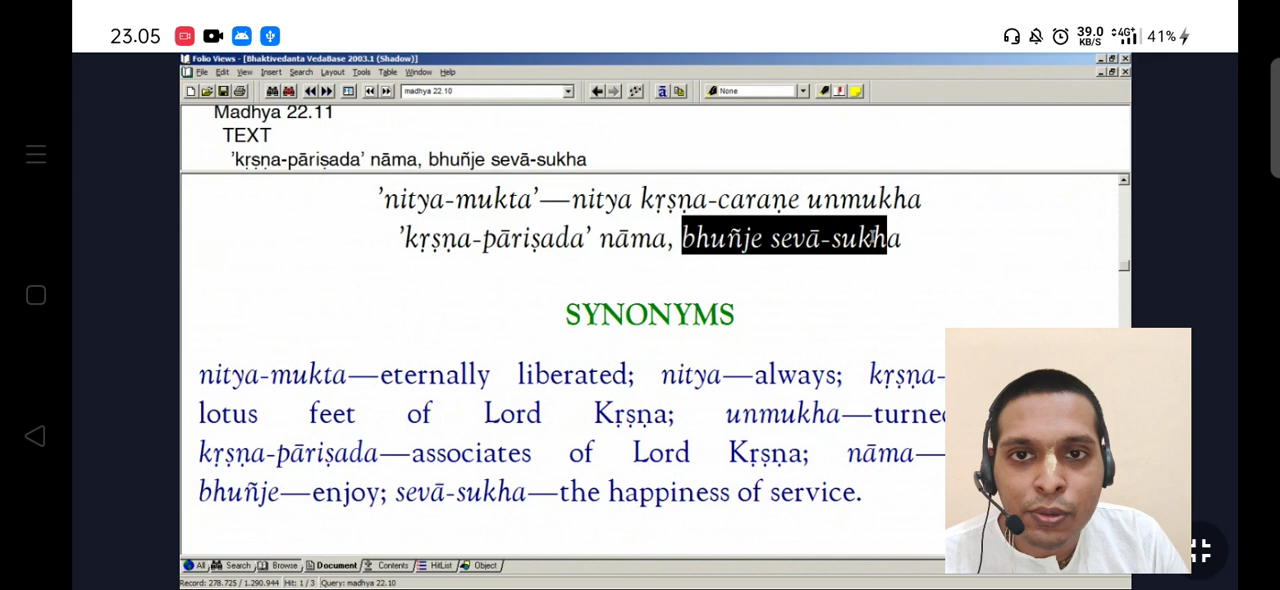 23.05
39.0
KB/S
4G+
41%
Folio Views - [Bhaktivedanta VedaBase 2003.1 (Shadow)]
File Edit View Insert Search Layout Tools Table Window Help
madhya 22.10
None
Madhya 22.11
TEXT
'kṛṣṇa-pāriṣada' nāma, bhuñje sevā-sukha
'nitya-mukta'—nitya kṛṣṇa-caraṇe unmukha
'kṛṣṇa-pāriṣada' nāma, bhuñje sevā-sukha
SYNONYMS
nitya-mukta—eternally liberated; nitya—always; kṛṣṇa-
lotus feet of Lord Kṛṣṇa; unmukha—turned
kṛṣṇa-pāriṣada—associates of Lord Kṛṣṇa; nāma—
bhuñje—enjoy; sevā-sukha—the happiness of service.
All Search Browse Document Contents HitList Object
Record: 278.725 / 1.290.944 Hit: 1 / 3 Query: madhya 22.10